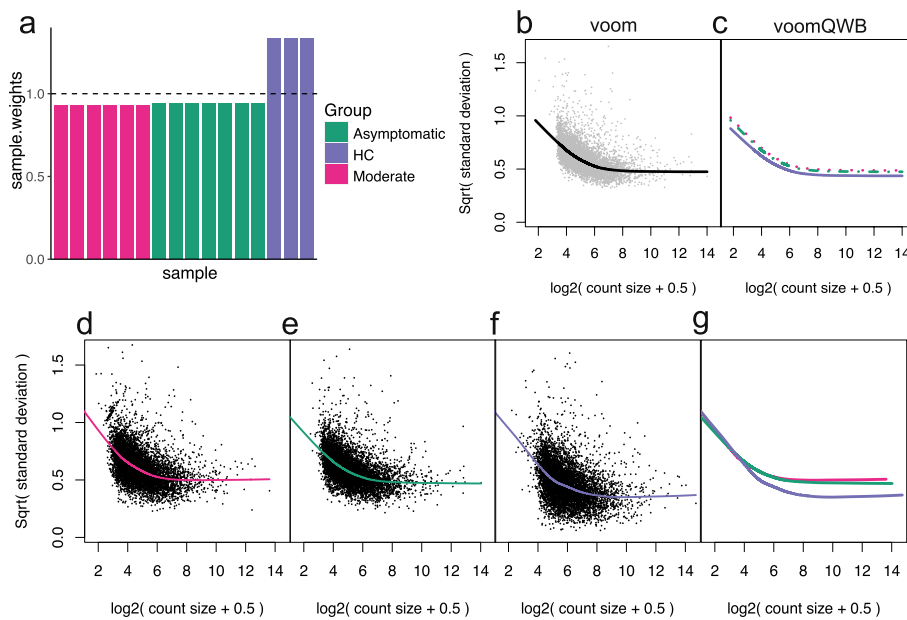 a
sample.weights
1.0
0.5
0.0
sample
Group
Asymptomatic
HC
Moderate
b
voom
c
voomQWB
Sqrt( standard deviation )
1.5
1.0
0.5
0.0
2 4 6 8 10 12 14
2 4 6 8 10 12 14
log2( count size + 0.5 )
log2( count size + 0.5 )
d
e
f
g
Sqrt( standard deviation )
1.5
1.0
0.5
0.0
2 4 6 8 10 12 14
2 4 6 8 10 12 14
2 4 6 8 10 12 14
2 4 6 8 10 12 14
log2( count size + 0.5 )
log2( count size + 0.5 )
log2( count size + 0.5 )
log2( count size + 0.5 )